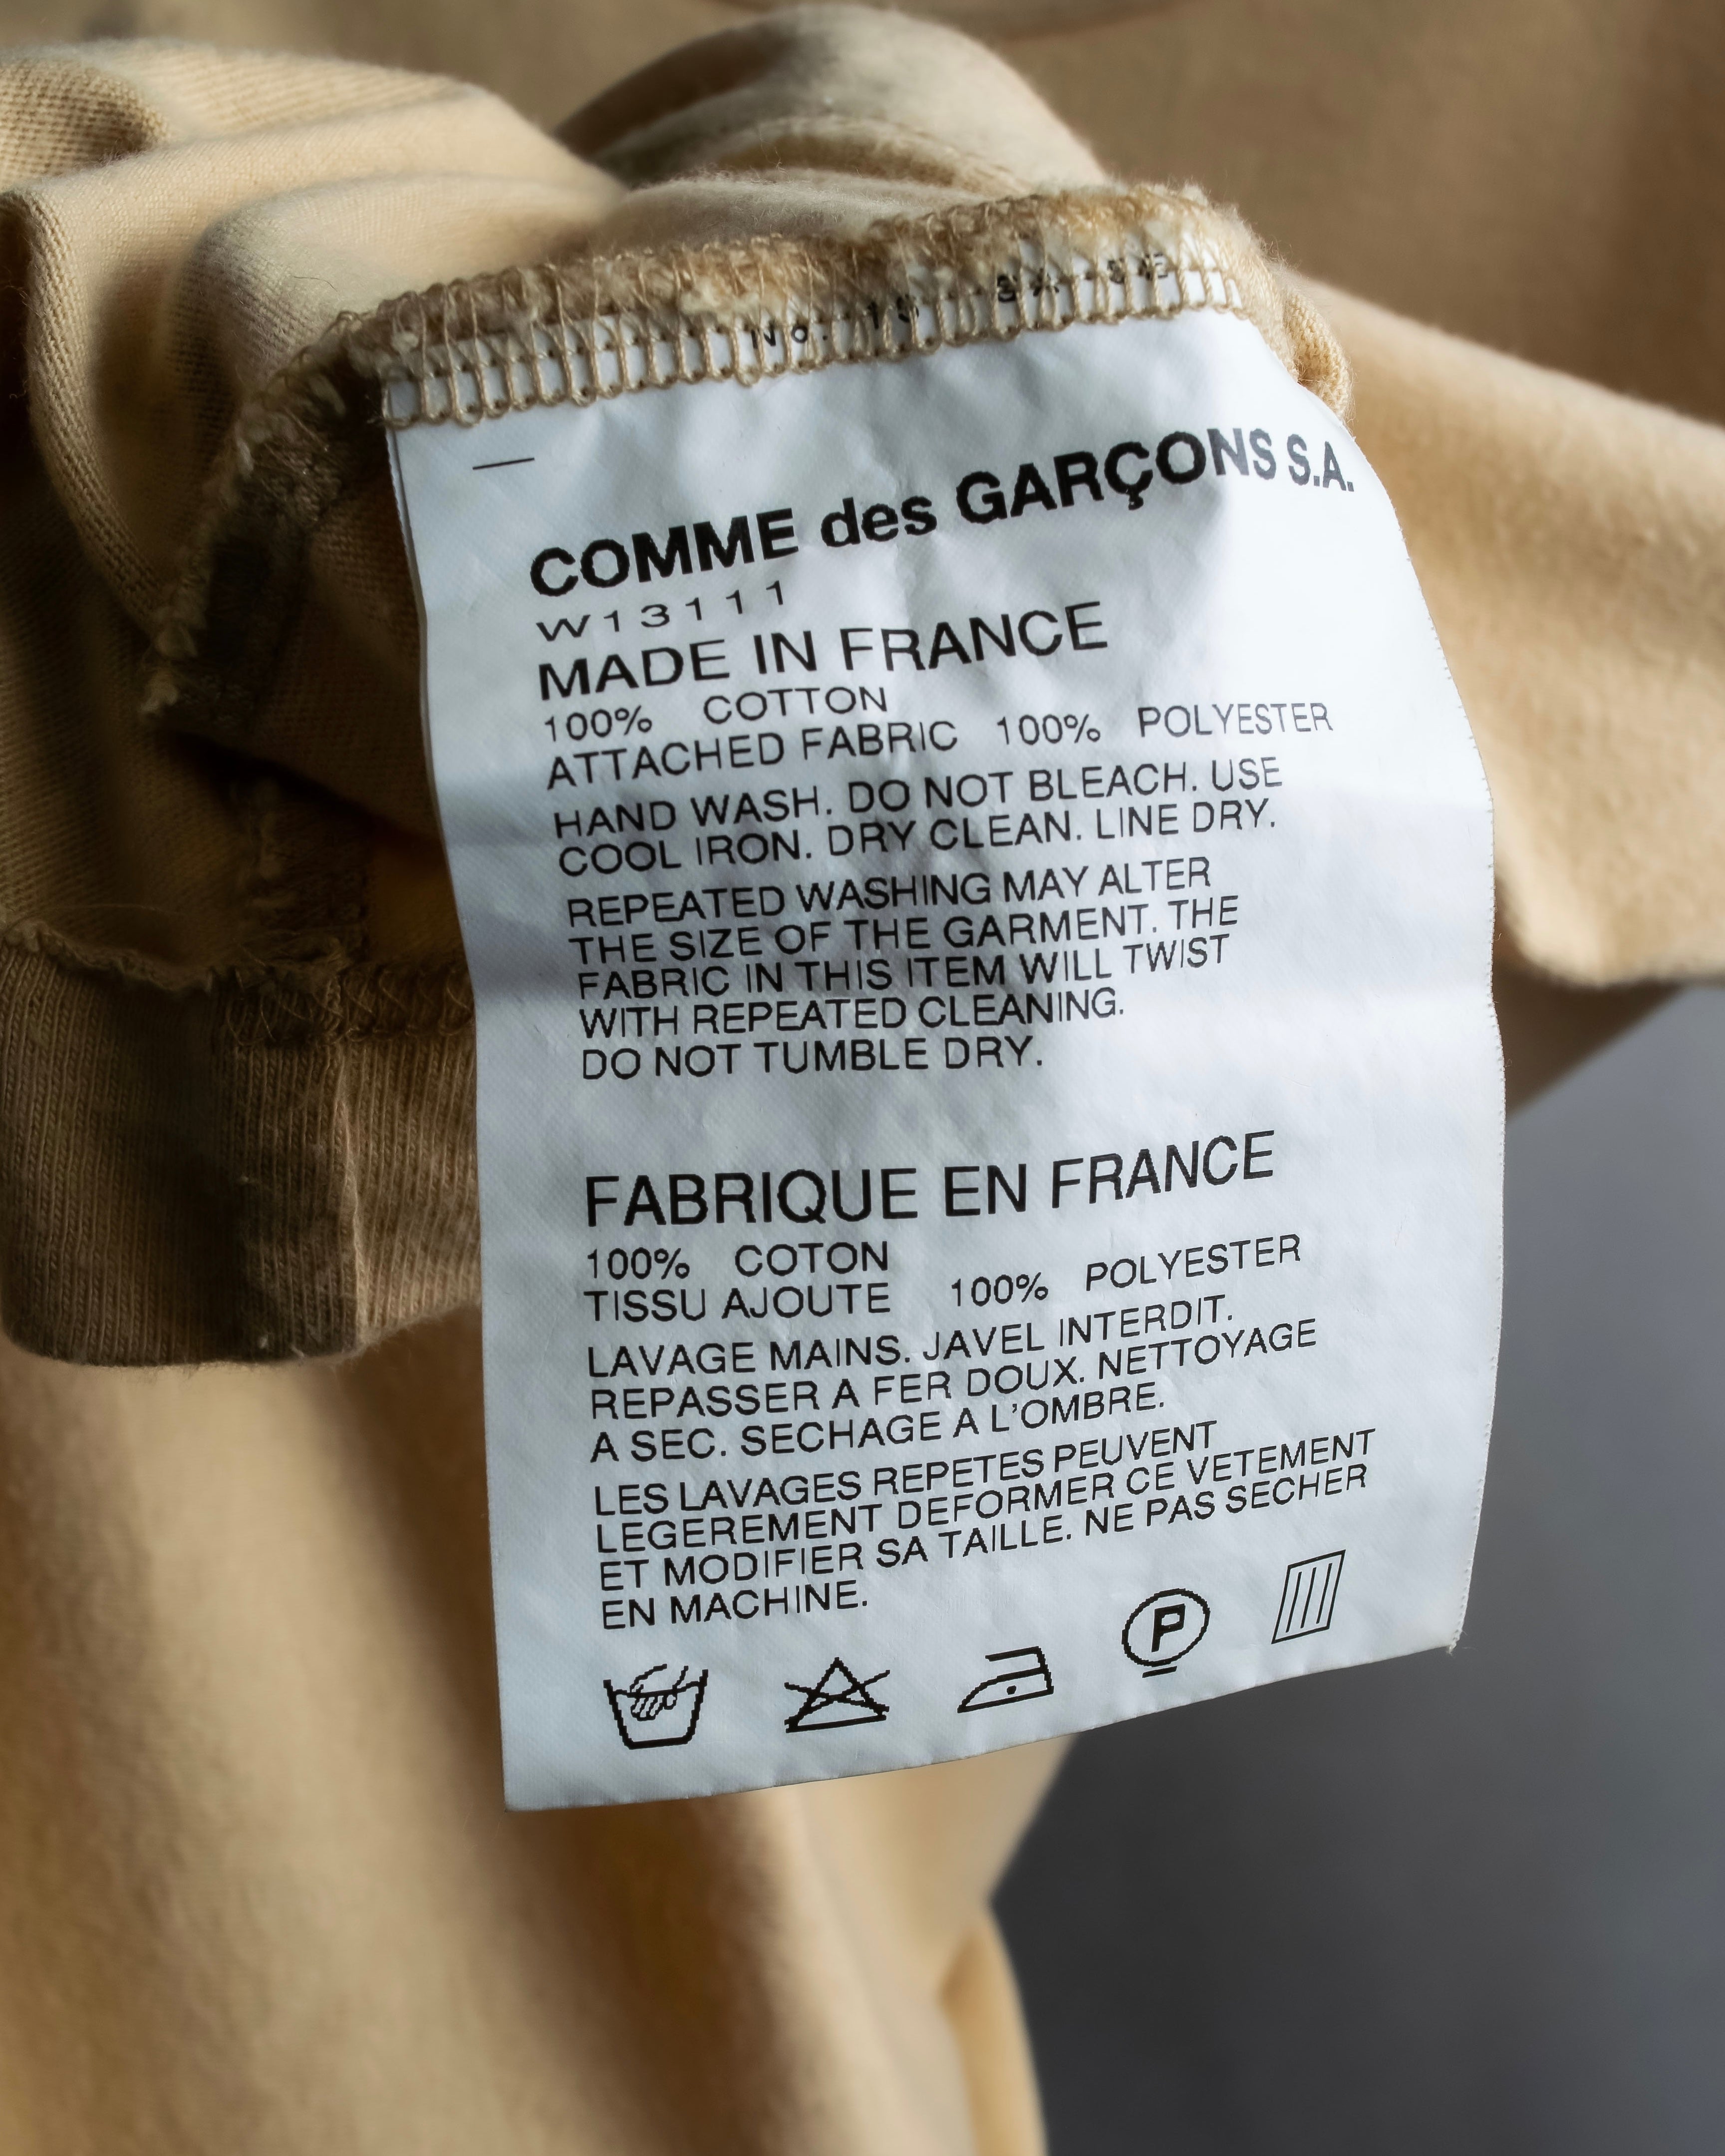 COMME des GARÇONS S.A.
W13111
MADE IN FRANCE
100% COTTON
ATTACHED FABRIC 100% POLYESTER
HAND WASH. DO NOT BLEACH. USE
COOL IRON. DRY CLEAN. LINE DRY.
REPEATED WASHING MAY ALTER
THE SIZE OF THE GARMENT. THE
FABRIC IN THIS ITEM WILL TWIST
WITH REPEATED CLEANING.
DO NOT TUMBLE DRY.
FABRIQUE EN FRANCE
100% COTON
TISSU AJOUTE 100% POLYESTER
LAVAGE MAINS. JAVEL INTERDIT.
REPASSER A FER DOUX. NETTOYAGE
A SEC. SECHAGE A L'OMBRE.
LES LAVAGES REPETES PEUVENT
LEGEREMENT DEFORMER CE VETEMENT
ET MODIFIER SA TAILLE. NE PAS SECHER
EN MACHINE.
P